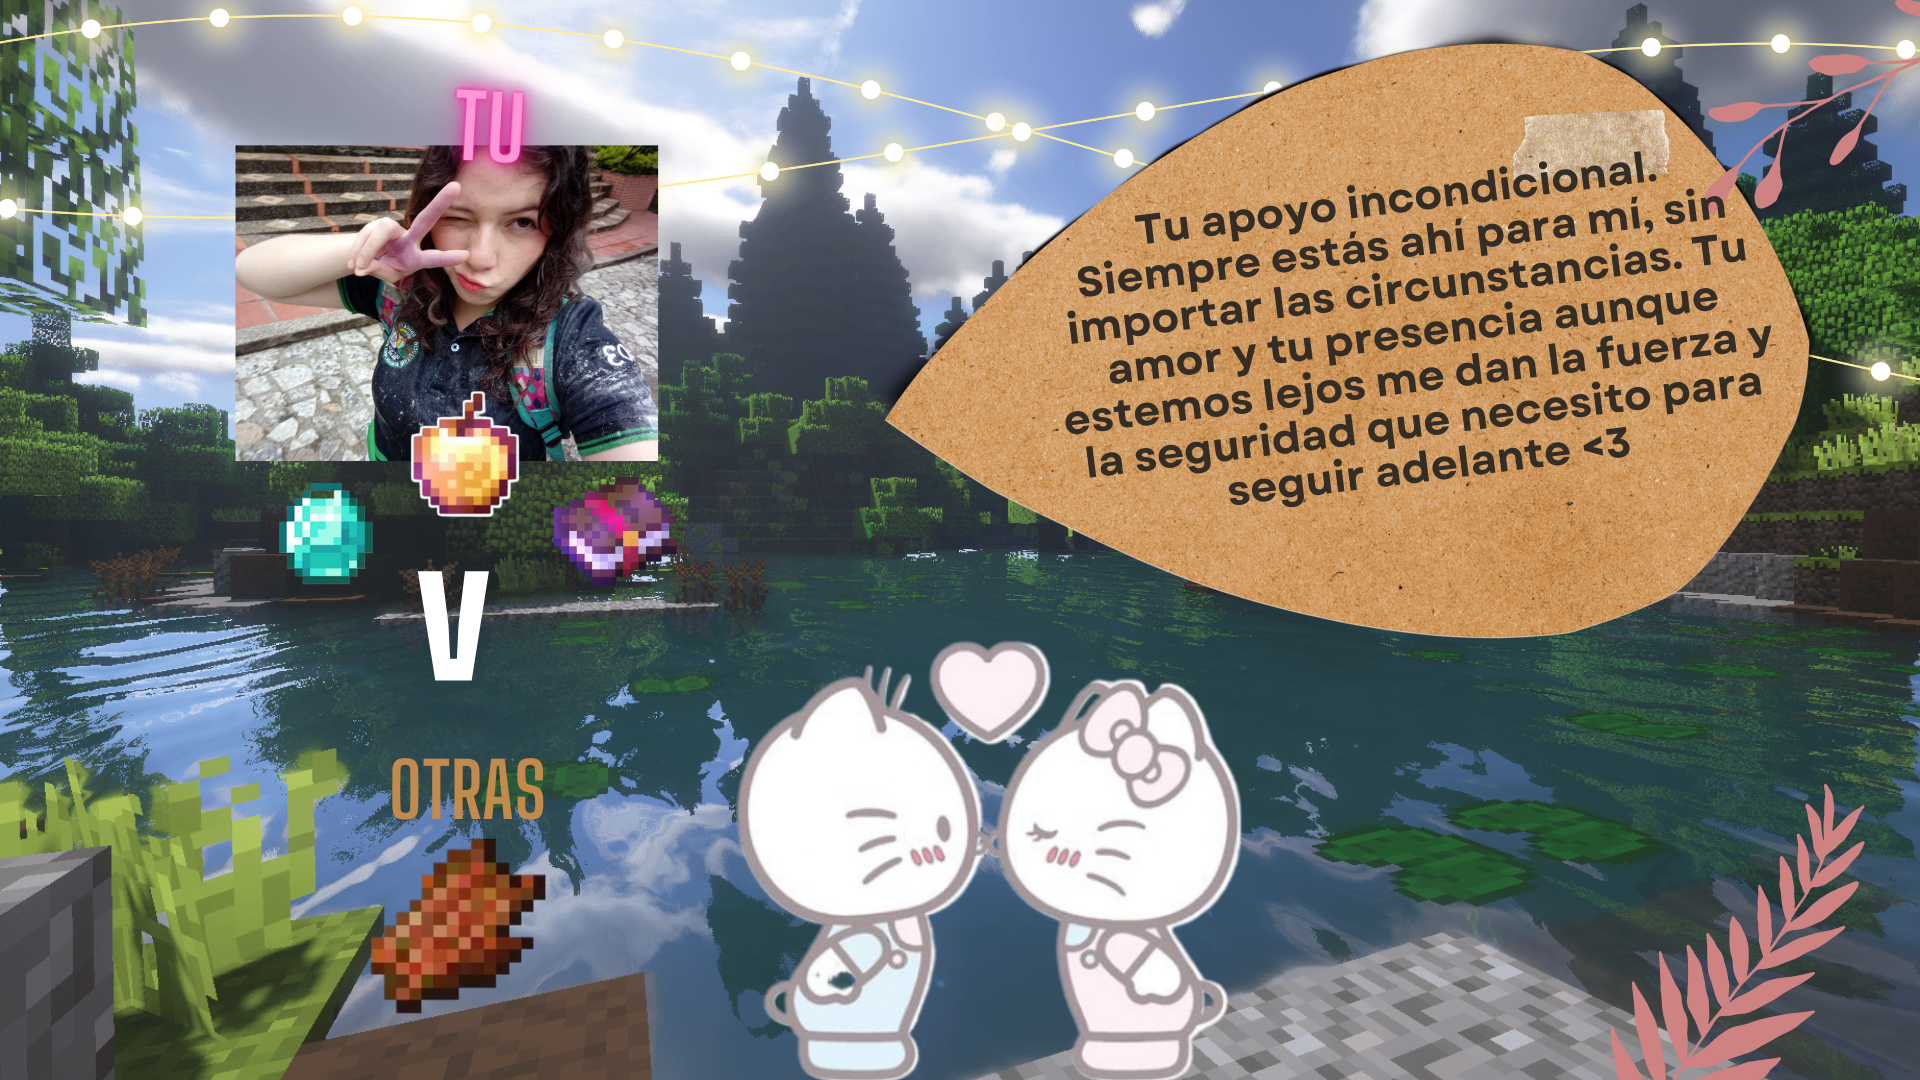 TU
Tu apoyo incondicional.
Siempre estás ahí para mí, sin
importar las circunstancias. Tu
amor y tu presencia aunque
estemos lejos me dan la fuerza y
la seguridad que necesito para
seguir adelante <3
V
OTRAS